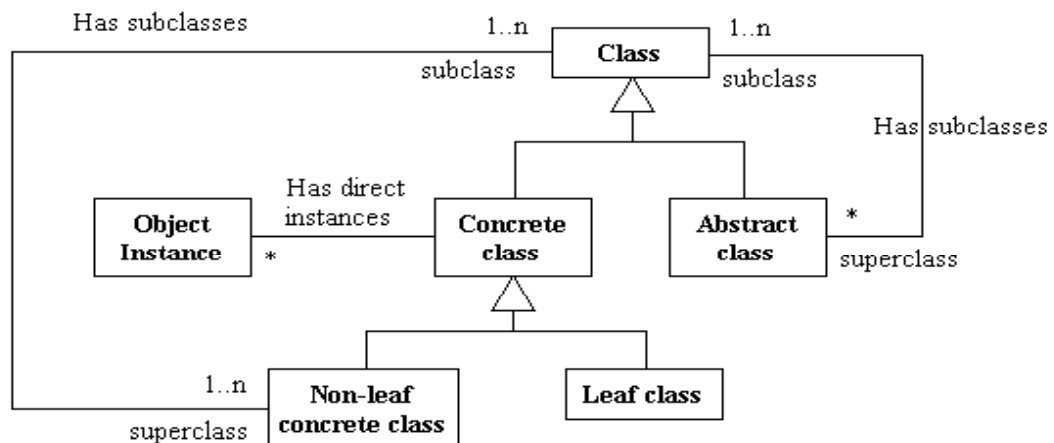 Has subclasses
1..n
Class
1..n
subclass
subclass
Has subclasses
Has direct
instances
Object
Instance
*
Concrete
class
Abstract
class
*
superclass
1..n
superclass
Non-leaf
concrete class
Leaf class